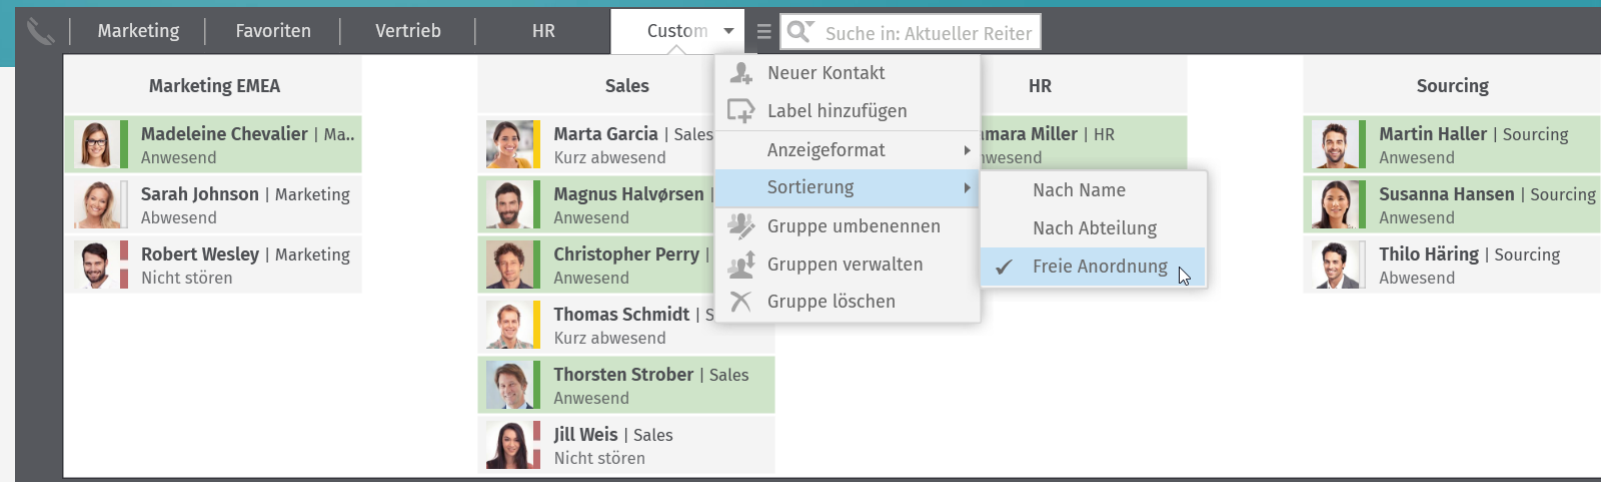 Marketing
Favoriten
Vertrieb
HR
Custom
Suche in: Aktueller Reiter
Marketing EMEA
Madeleine Chevalier | Ma..
Anwesend
Sarah Johnson | Marketing
Abwesend
Robert Wesley | Marketing
Nicht stören
Sales
Marta Garcia | Sales
Kurz abwesend
Magnus Halvørsen |
Anwesend
Christopher Perry |
Anwesend
Thomas Schmidt | S
Kurz abwesend
Thorsten Strober | Sales
Anwesend
Jill Weis | Sales
Nicht stören
Neuer Kontakt
Label hinzufügen
Anzeigeformat
Sortierung
Gruppe umbenennen
Gruppen verwalten
Gruppe löschen
Nach Name
Nach Abteilung
Freie Anordnung
HR
Miller | HR
Sourcing
Martin Haller | Sourcing
Anwesend
Susanna Hansen | Sourcing
Anwesend
Thilo Häring | Sourcing
Abwesend